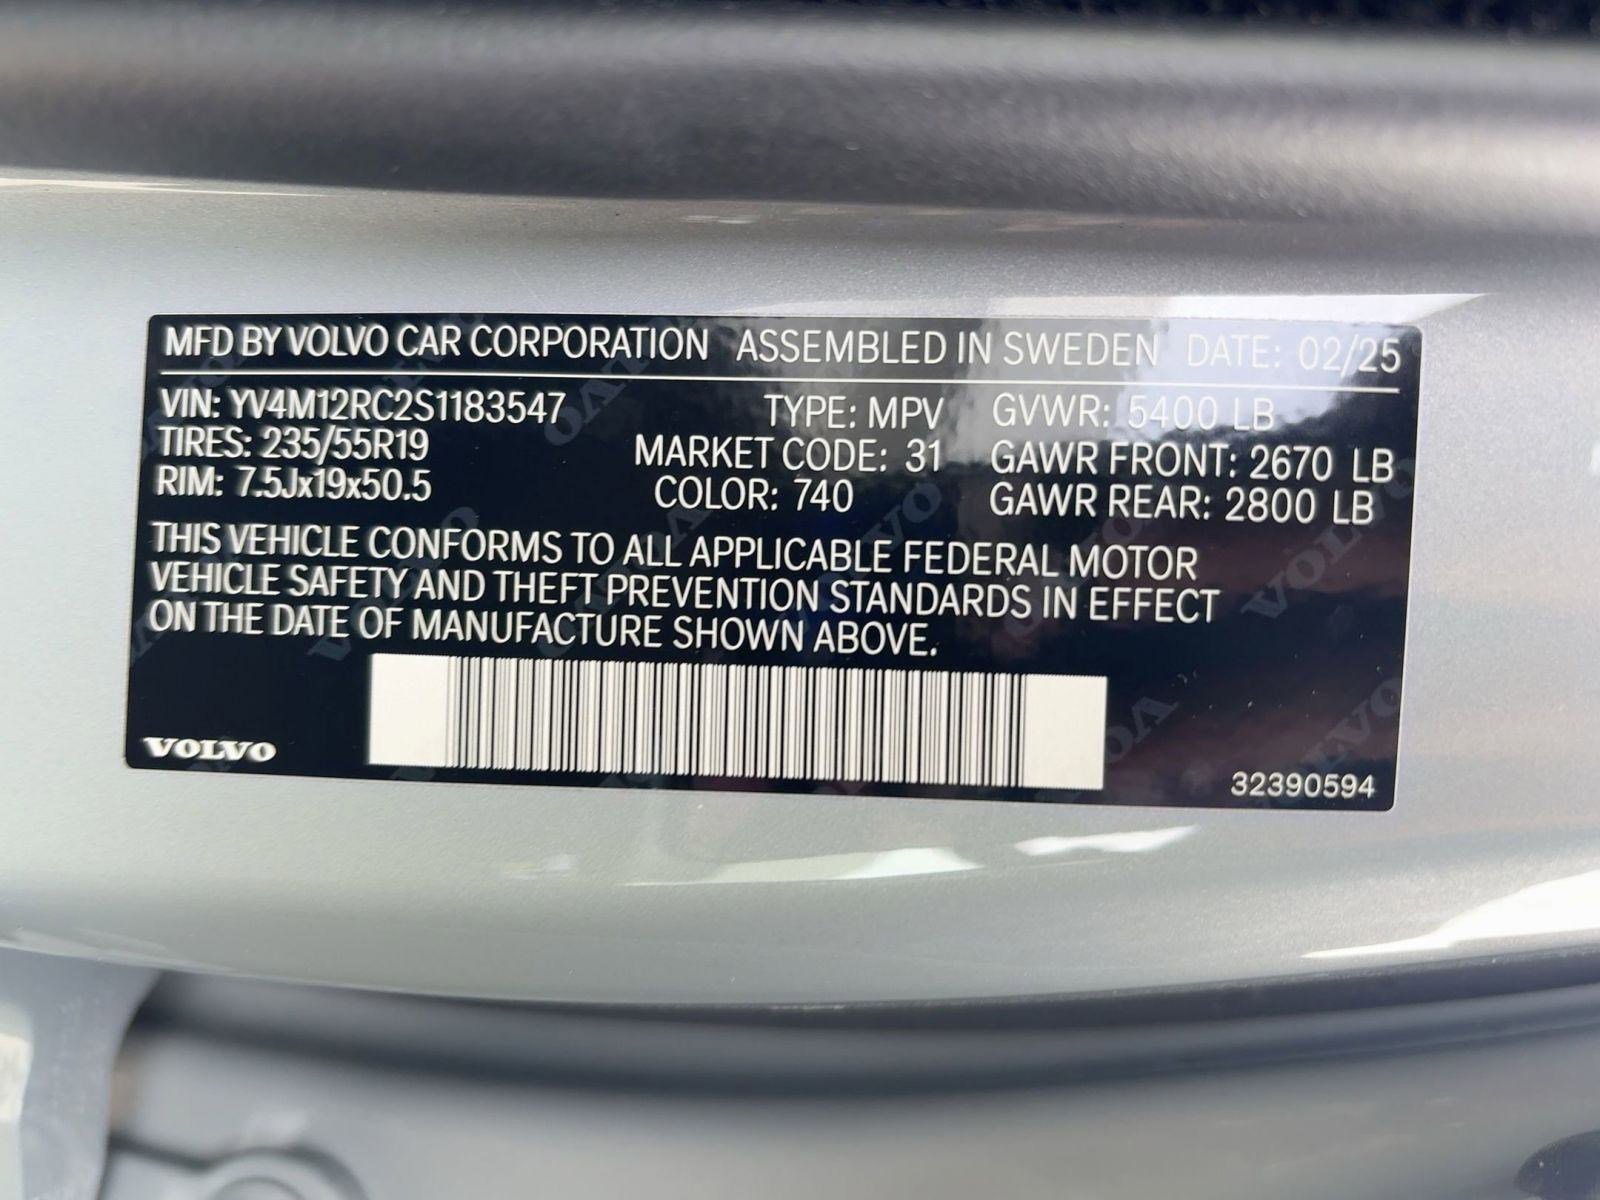 MFD BY VOLVO CAR CORPORATION ASSEMBLED IN SWEDEN DATE: 02/25
VIN: YV4M12RC2S1183547 TYPE: MPV GVWR: 5400 LB
TIRES: 235/55R19 MARKET CODE: 31 GAWR FRONT: 2670 LB
RIM: 7.5Jx19x50.5 COLOR: 740 GAWR REAR: 2800 LB
THIS VEHICLE CONFORMS TO ALL APPLICABLE FEDERAL MOTOR
VEHICLE SAFETY AND THEFT PREVENTION STANDARDS IN EFFECT
ON THE DATE OF MANUFACTURE SHOWN ABOVE.
VOLVO
32390594